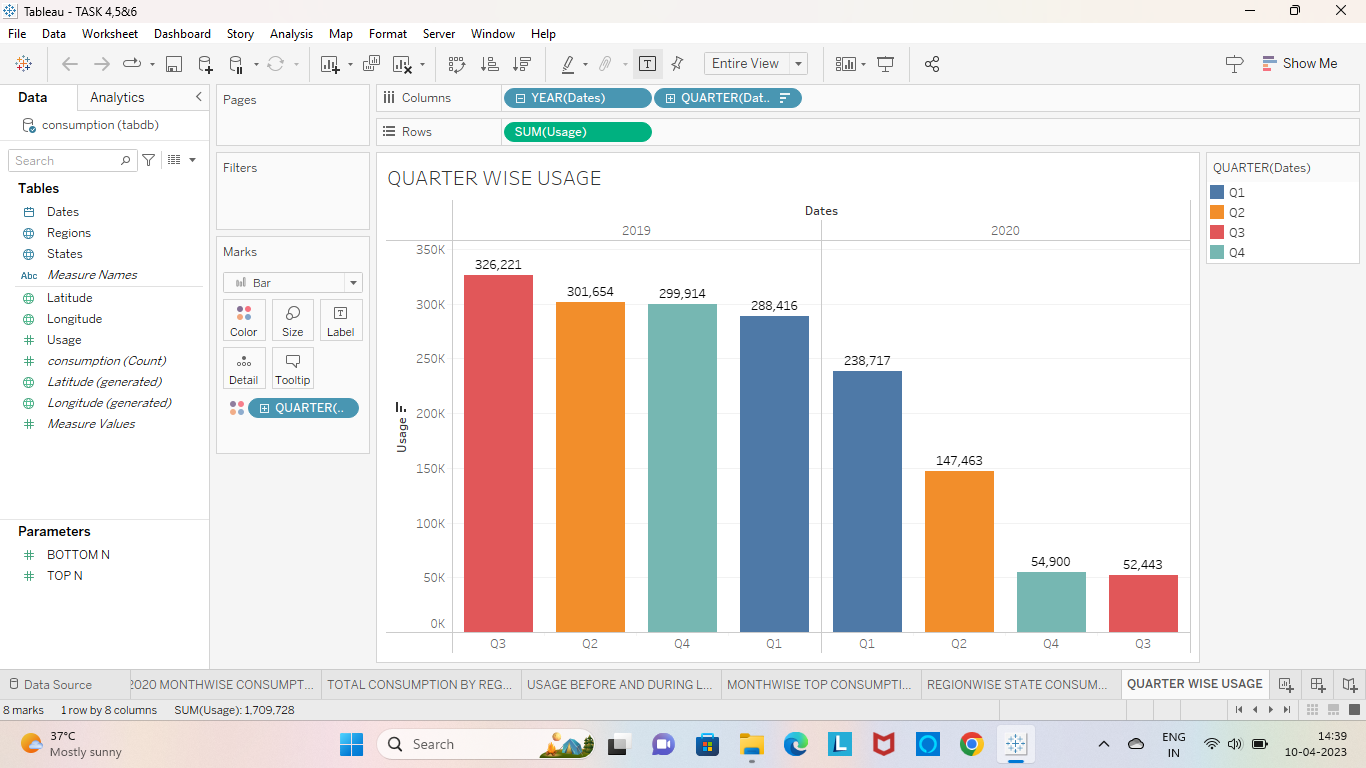 Tableau - TASK 4,5&6
File Data Worksheet Dashboard Story Analysis Map Format Server Window Help
Entire View
Show Me
Data Analytics
consumption (tabdb)
Search
Tables
Dates
Regions
States
Abc Measure Names
Latitude
Longitude
Usage
consumption (Count)
Latitude (generated)
Longitude (generated)
Measure Values
Parameters
BOTTOM N
TOP N
Pages
Filters
Marks
Bar
Color Size Label
Detail Tooltip
QUARTER(..
Columns YEAR(Dates) QUARTER(Dat..
Rows SUM(Usage)
QUARTER WISE USAGE
Dates
2019 2020
Usage
350K
300K
250K
200K
150K
100K
50K
0K
326,221
301,654
299,914
288,416
238,717
147,463
54,900
52,443
Q3 Q2 Q4 Q1 Q1 Q2 Q4 Q3
QUARTER(Dates)
Q1
Q2
Q3
Q4
Data Source 2020 MONTHWISE CONSUMPT... TOTAL CONSUMPTION BY REG... USAGE BEFORE AND DURING L... MONTHWISE TOP CONSUMPTI... REGIONWISE STATE CONSUM... QUARTER WISE USAGE
8 marks 1 row by 8 columns SUM(Usage): 1,709,728
37°C
Mostly sunny
Search
L
ENG
IN
14:39
10-04-2023